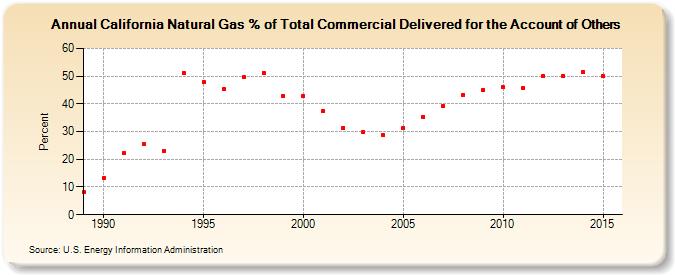 Annual California Natural Gas % of Total Commercial Delivered for the Account of Others
Percent
60
50
40
30
20
10
0
1990 1995 2000 2005 2010 2015
Source: U.S. Energy Information Administration